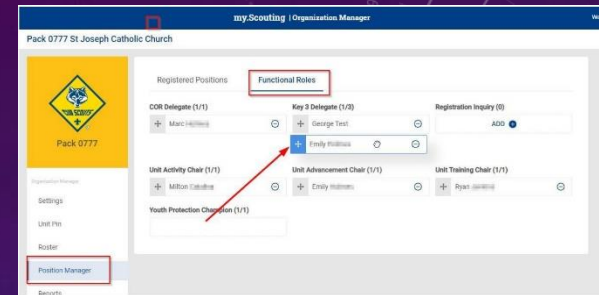 my.Scouting | Organization Manager
Pack 0777 St Joseph Catholic Church
Pack 0777
Organization Manager
Settings
Unit Pin
Roster
Position Manager
Reports
Registered Positions
Functional Roles
COR Delegate (1/1)
Marc
Key 3 Delegate (1/3)
George Test
Emily
Registration Inquiry (0)
ADD
Unit Activity Chair (1/1)
Milton
Unit Advancement Chair (1/1)
Emily
Unit Training Chair (1/1)
Ryan
Youth Protection Champion (1/1)